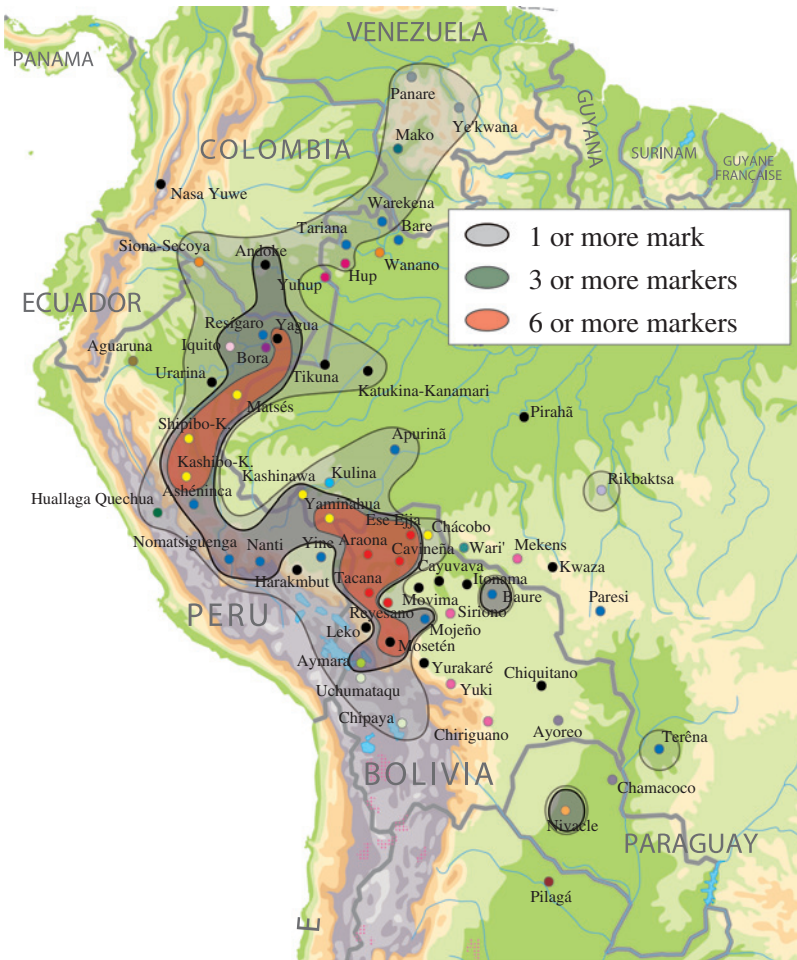 VENEZUELA
PANAMA
Panare
Ye'kwana
GUYANA
Mako
COLOMBIA
SURINAM
GUYANE
FRANÇAISE
Nasa Yuwe
Warekena
Tariana
Bare
Siona-Secoya
Andoke
Wanano
Yuhup
Hup
1 or more mark
3 or more markers
6 or more markers
ECUADOR
Resígaro
Yagua
Aguaruna
Iquito
Bora
Urarina
Tikuna
Katukina-Kanamari
Matsés
Pirahã
Shipibo-K.
Apurinã
Kashibo-K.
Kashinawa
Kulina
Rikbaktsa
Huallaga Quechua
Ashéninca
Yaminahua
Ese Ejja
Chácobo
Nomatsiguenga
Nanti
Yine
Araona
Cavineña
Wari'
Mekens
Harakmbut
Cayuvava
Itonama
Kwaza
Tacana
Movima
Baure
PERU
Reyesano
Siriono
Paresi
Leko
Mojeño
Mosetén
Aymara
Yurakaré
Uchumataqu
Yuki
Chiquitano
Chipaya
Chiriguano
Ayoreo
Terêna
BOLIVIA
Chamacoco
Nivacle
PARAGUAY
Pilagá
E